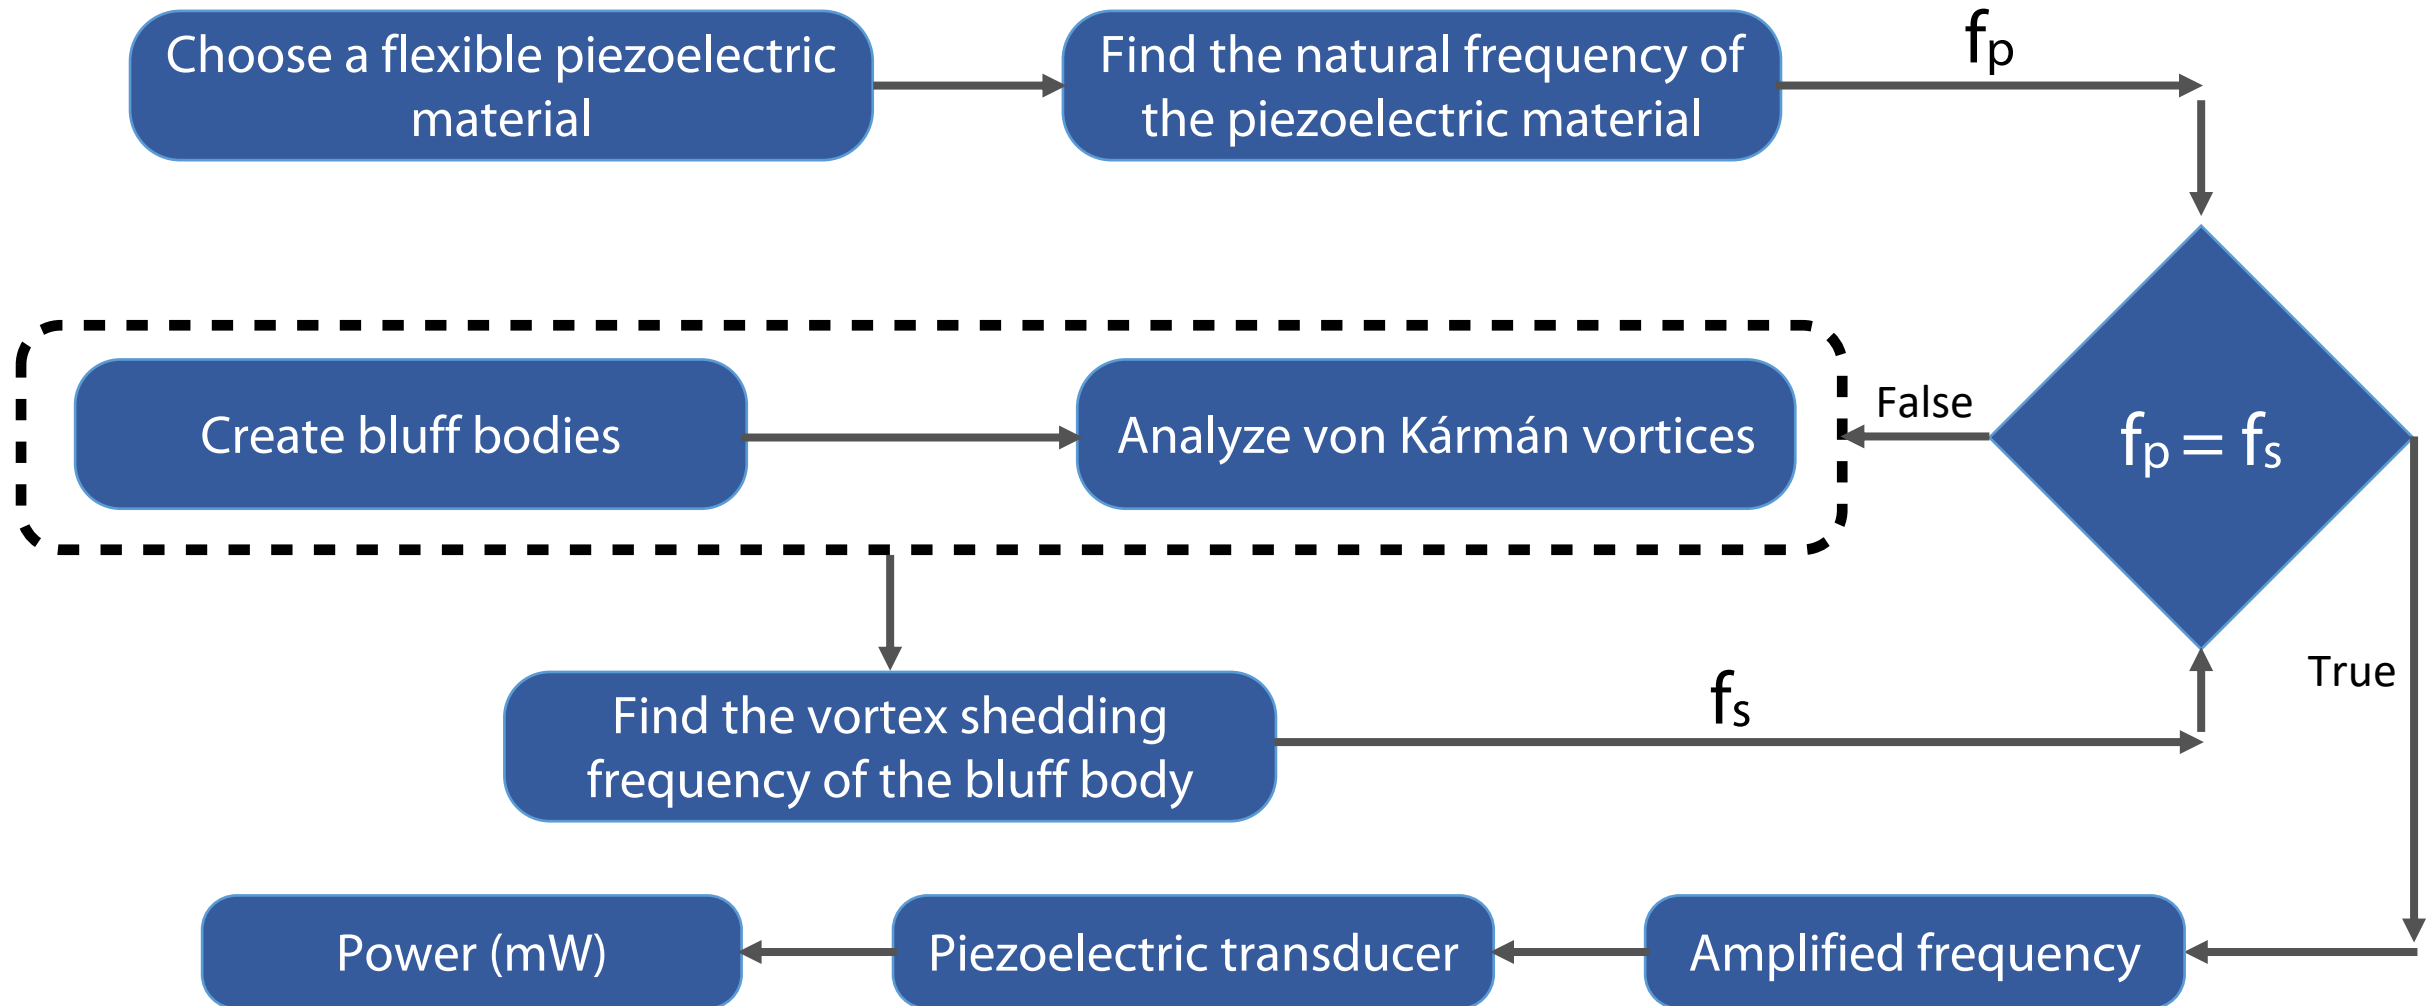 Choose a flexible piezoelectric
material
Find the natural frequency of
the piezoelectric material
fp
Create bluff bodies
Analyze von Kármán vortices
False
fp = fs
Find the vortex shedding
frequency of the bluff body
fs
True
Power (mW)
Piezoelectric transducer
Amplified frequency